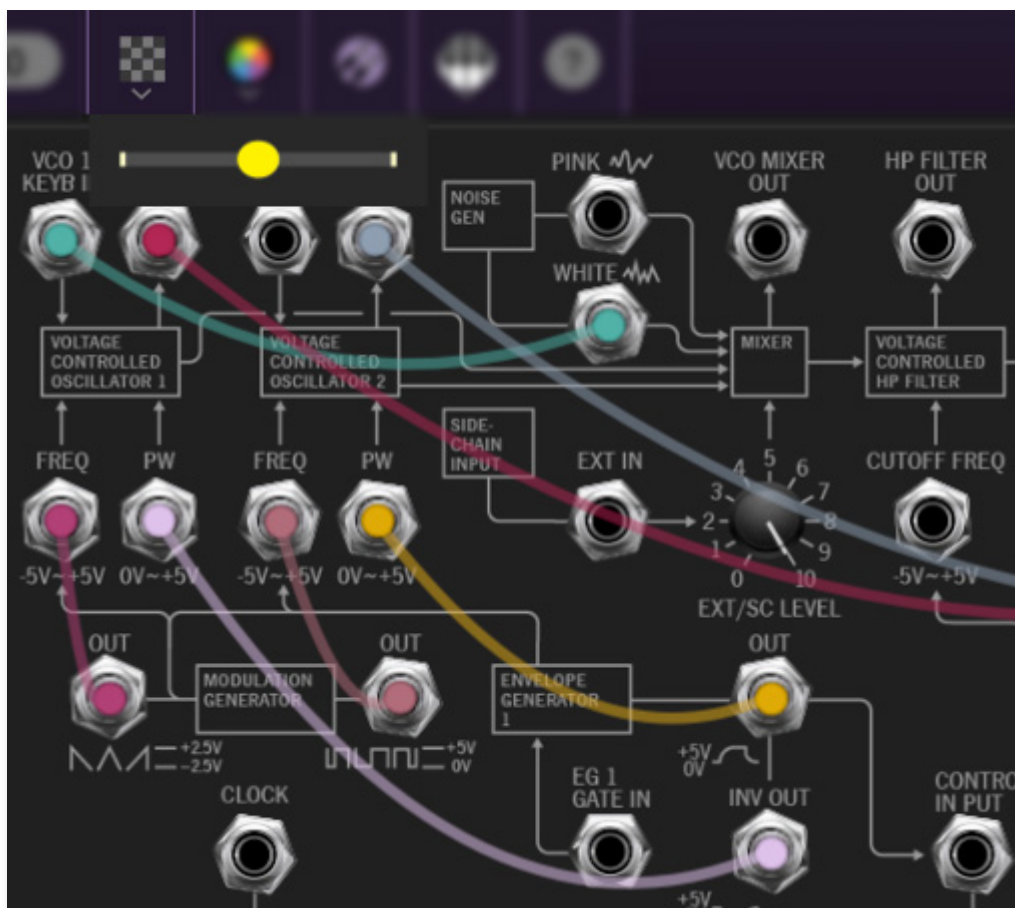 VCO 1
KEYB I
PINK
VCO MIXER
OUT
HP FILTER
OUT
NOISE
GEN
WHITE
VOLTAGE
CONTROLLED
OSCILLATOR 1
VOLTAGE
CONTROLLED
OSCILLATOR 2
MIXER
VOLTAGE
CONTROLLED
HP FILTER
SIDE-
CHAIN
INPUT
FREQ
PW
FREQ
PW
EXT IN
CUTOFF FREQ
0
1
2
3
4
5
6
7
8
9
10
-5V~+5V
0V~+5V
-5V~+5V
0V~+5V
-5V~+5V
EXT/SC LEVEL
OUT
MODULATION
GENERATOR
OUT
ENVELOPE
GENERATOR
1
OUT
+2.5V
-2.5V
+5V
0V
+5V
0V
CLOCK
EG 1
GATE IN
INV OUT
CONTRO
IN PUT
+5V